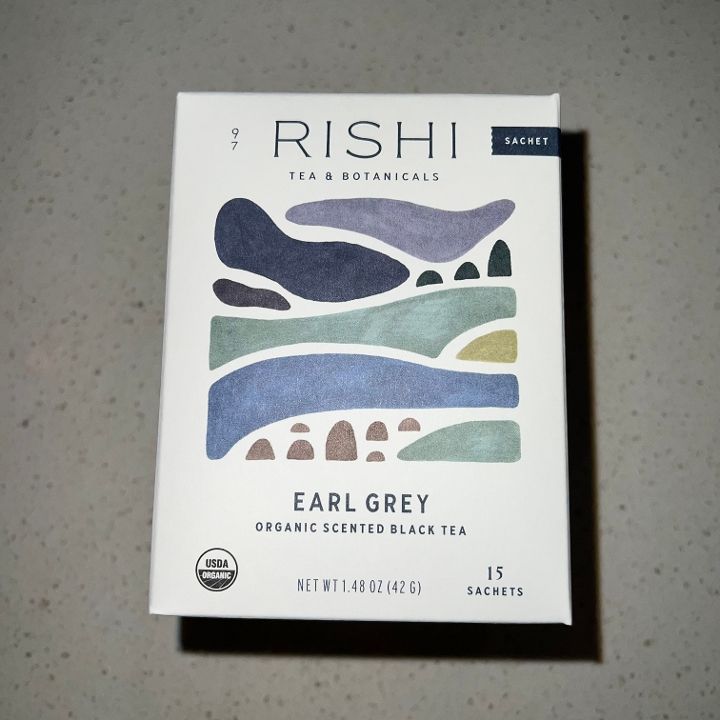 97
RISHI
SACHET
TEA & BOTANICALS
EARL GREY
ORGANIC SCENTED BLACK TEA
USDA
ORGANIC
NET WT 1.48 OZ (42 G)
15
SACHETS